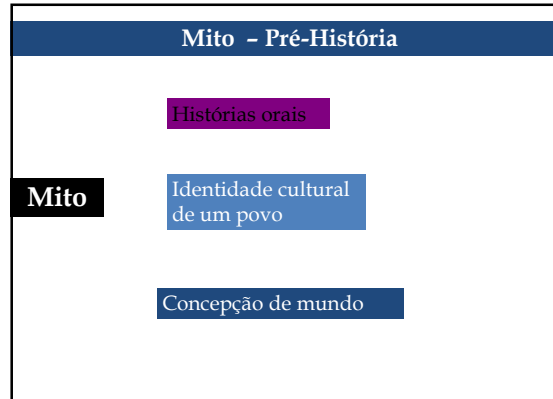 Mito – Pré-História
Histórias orais
Mito
Identidade cultural
de um povo
Concepção de mundo